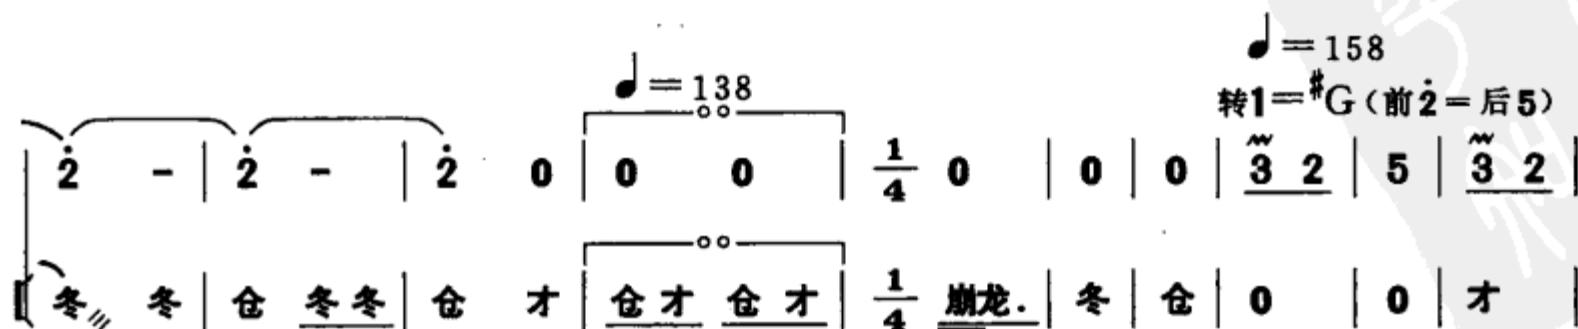 ♩=158
♩=138
转1=#G（前2̇=后5）
2̇ - | 2̇ - | 2̇ 0 | 0 0 | 1/4 0 | 0 | 0 | 3 2 | 5 | 3 2 |
冬 冬 | 仓 冬冬 | 仓 才 | 仓才 仓才 | 1/4 崩龙. | 冬 | 仓 | 0 | 0 | 才